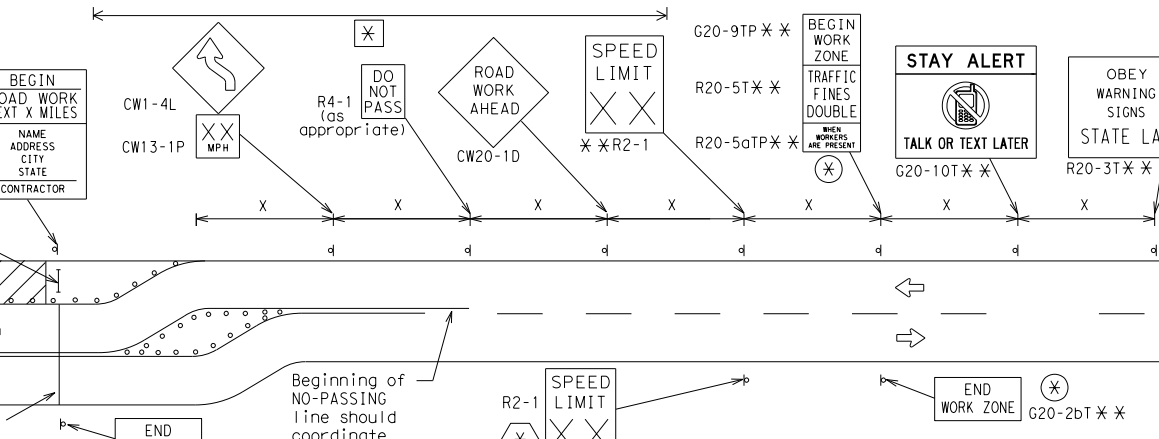 BEGIN
ROAD WORK
NEXT X MILES
NAME
ADDRESS
CITY
STATE
CONTRACTOR
CW1-4L
XX
MPH
CW13-1P
*
R4-1
(as
appropriate)
DO
NOT
PASS
ROAD
WORK
AHEAD
CW20-1D
SPEED
LIMIT
X X
**R2-1
G20-9TP**
R20-5T**
R20-5aTP**
BEGIN
WORK
ZONE
TRAFFIC
FINES
DOUBLE
WHEN
WORKERS
ARE PRESENT
*
STAY ALERT
TALK OR TEXT LATER
G20-10T**
OBEY
WARNING
SIGNS
STATE LA
R20-3T**
X X X X X X X
Beginning of
NO-PASSING
line should
coordinate
R2-1
SPEED
LIMIT
X X
*
END
WORK ZONE
*
G20-2bT**
END